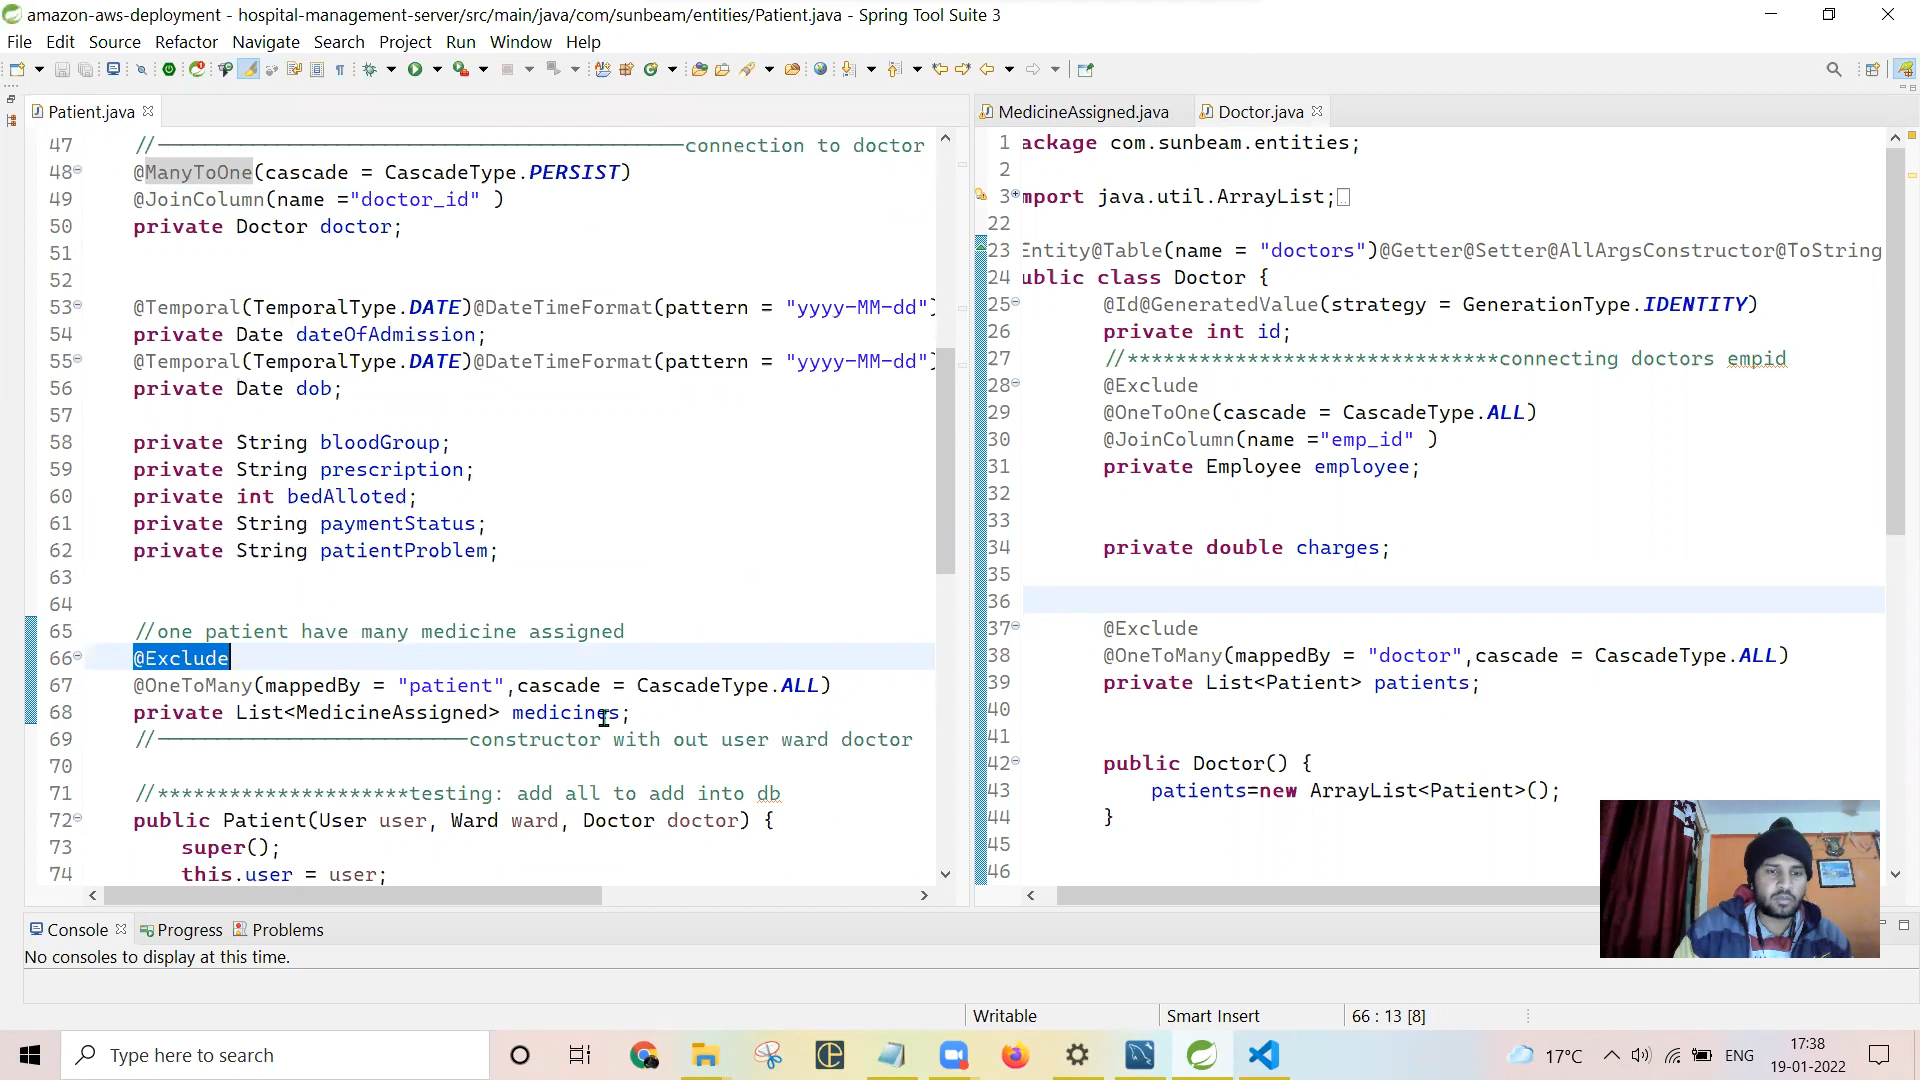 amazon-aws-deployment - hospital-management-server/src/main/java/com/sunbeam/entities/Patient.java - Spring Tool Suite 3
File Edit Source Refactor Navigate Search Project Run Window Help
Patient.java
47 //————————————————————————————————connection to doctor
48 @ManyToOne(cascade = CascadeType.PERSIST)
49 @JoinColumn(name ="doctor_id" )
50 private Doctor doctor;
51
52
53 @Temporal(TemporalType.DATE)@DateTimeFormat(pattern = "yyyy-MM-dd")
54 private Date dateOfAdmission;
55 @Temporal(TemporalType.DATE)@DateTimeFormat(pattern = "yyyy-MM-dd")
56 private Date dob;
57
58 private String bloodGroup;
59 private String prescription;
60 private int bedAlloted;
61 private String paymentStatus;
62 private String patientProblem;
63
64
65 //one patient have many medicine assigned
66 @Exclude
67 @OneToMany(mappedBy = "patient",cascade = CascadeType.ALL)
68 private List<MedicineAssigned> medicines;
69 //———————————————————constructor with out user ward doctor
70
71 //*********************testing: add all to add into db
72 public Patient(User user, Ward ward, Doctor doctor) {
73 super();
74 this.user = user;
MedicineAssigned.java Doctor.java
1 ackage com.sunbeam.entities;
2
3 mport java.util.ArrayList;
22
23 Entity@Table(name = "doctors")@Getter@Setter@AllArgsConstructor@ToString
24 ublic class Doctor {
25 @Id@GeneratedValue(strategy = GenerationType.IDENTITY)
26 private int id;
27 //*******************************connecting doctors empid
28 @Exclude
29 @OneToOne(cascade = CascadeType.ALL)
30 @JoinColumn(name ="emp_id" )
31 private Employee employee;
32
33
34 private double charges;
35
36
37 @Exclude
38 @OneToMany(mappedBy = "doctor",cascade = CascadeType.ALL)
39 private List<Patient> patients;
40
41
42 public Doctor() {
43 patients=new ArrayList<Patient>();
44 }
45
46
Console Progress Problems
No consoles to display at this time.
Writable Smart Insert 66 : 13 [8]
Type here to search
17°C ENG
17:38
19-01-2022